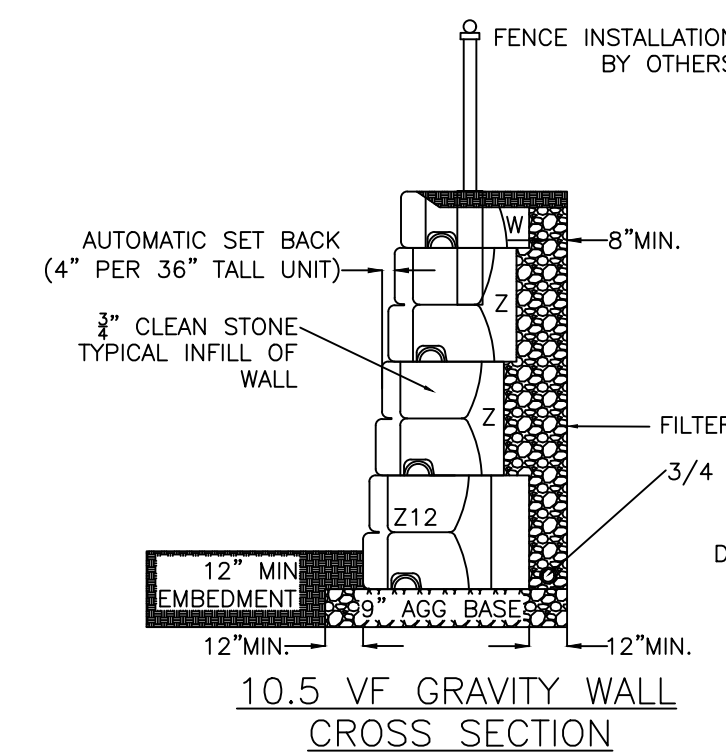 FENCE INSTALLATION
BY OTHERS
W
8"MIN.
AUTOMATIC SET BACK
(4" PER 36" TALL UNIT)
Z
3/4" CLEAN STONE
TYPICAL INFILL OF
WALL
Z
FILTER
3/4
Z12
D
12" MIN
EMBEDMENT
9" AGG BASE
12"MIN.
12"MIN.
10.5 VF GRAVITY WALL
CROSS SECTION